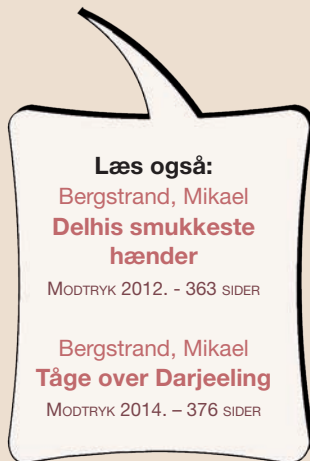 Læs også:
Bergstrand, Mikael
Delhis smukkeste
hænder
MODTRYK 2012. - 363 SIDER
Bergstrand, Mikael
Tåge over Darjeeling
MODTRYK 2014. – 376 SIDER